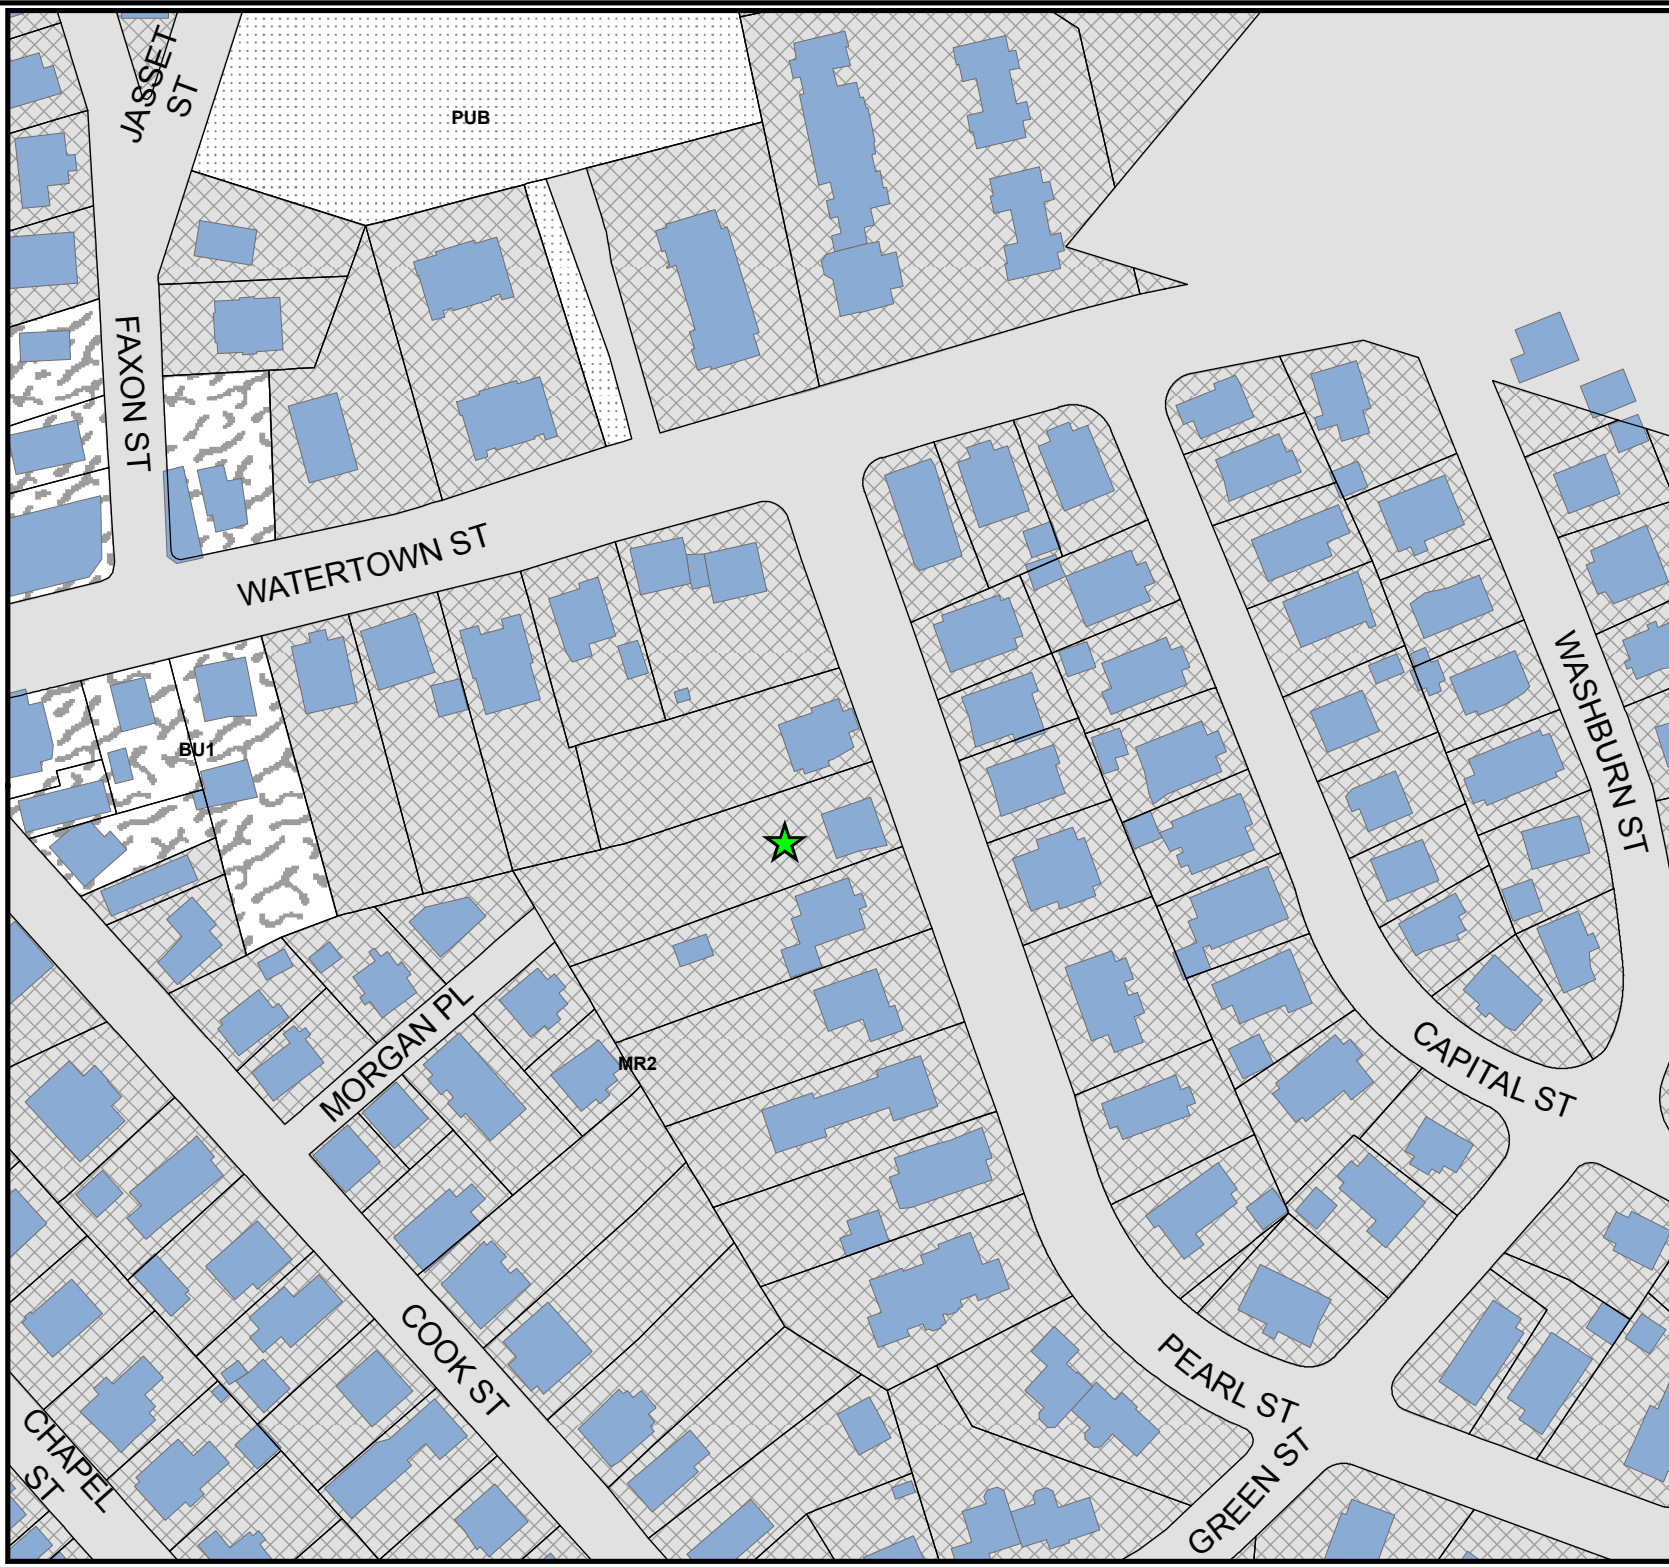 JASSET
ST
PUB
FAXON ST
WATERTOWN ST
BU1
WASHBURN ST
MORGAN PL
MR2
CAPITAL ST
COOK ST
PEARL ST
CHAPEL
ST
GREEN ST